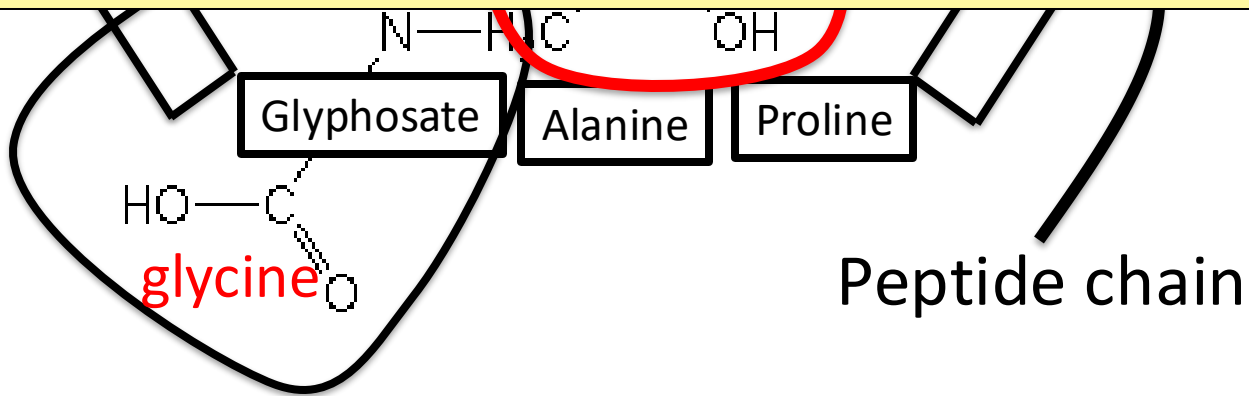 N—H C OH
Glyphosate Alanine Proline
HO—C
glycine O
Peptide chain